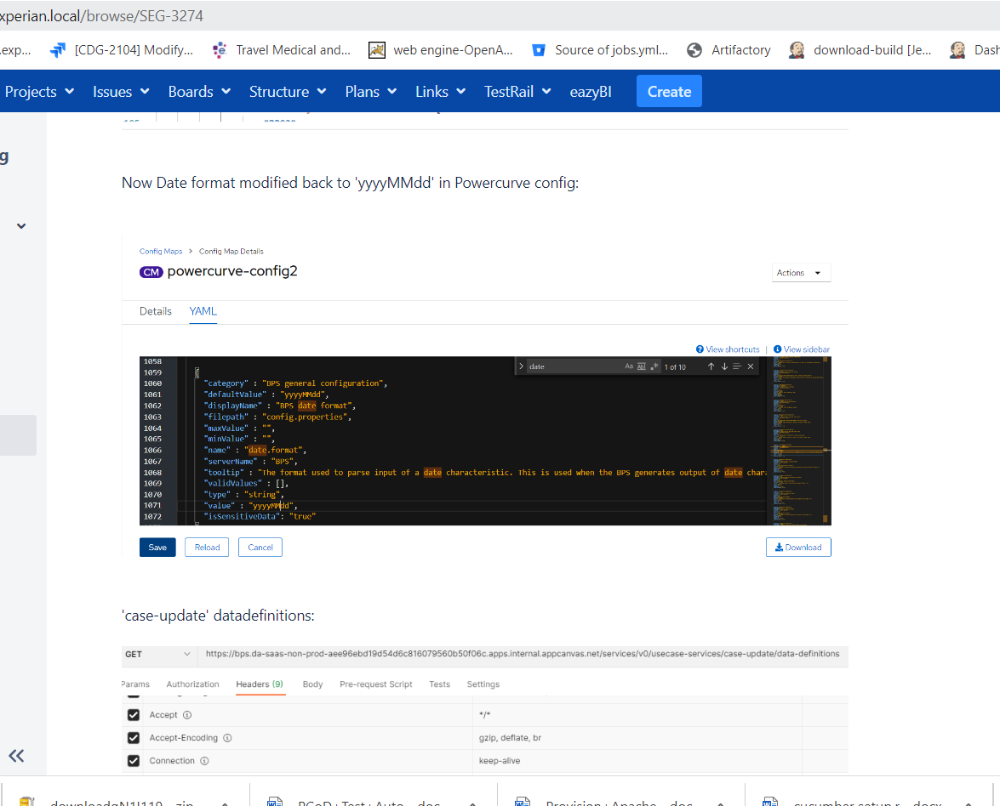 xperian.local/browse/SEG-3274
.exp... [CDG-2104] Modify... Travel Medical and... web engine-OpenA... Source of jobs.yml... Artifactory download-build [Je... Dash
Projects Issues Boards Structure Plans Links TestRail eazyBI Create
g
Now Date format modified back to 'yyyyMMdd' in Powercurve config:
Config Maps > Config Map Details
CM powercurve-config2
Actions
Details YAML
View shortcuts | View sidebar
date Aa Abl .* 1 of 10
1058
1059 {
1060 "category" : "BPS general configuration",
1061 "defaultValue" : "yyyyMMdd",
1062 "displayName" : "BPS date format",
1063 "filepath" : "config.properties",
1064 "maxValue" : "",
1065 "minValue" : "",
1066 "name" : "date.format",
1067 "serverName" : "BPS",
1068 "tooltip" : "The format used to parse input of a date characteristic. This is used when the BPS generates output of date chara
1069 "validValues" : [],
1070 "type" : "string",
1071 "value" : "yyyyMMdd",
1072 "isSensitiveData": "true"
Save Reload Cancel Download
'case-update' datadefinitions:
GET https://bps.da-saas-non-prod-aee96ebd19d54d6c816079560b50f06c.apps.internal.appcanvas.net/services/v0/usecase-services/case-update/data-definitions
Params Authorization Headers (9) Body Pre-request Script Tests Settings
Accept */*
Accept-Encoding gzip, deflate, br
Connection keep-alive